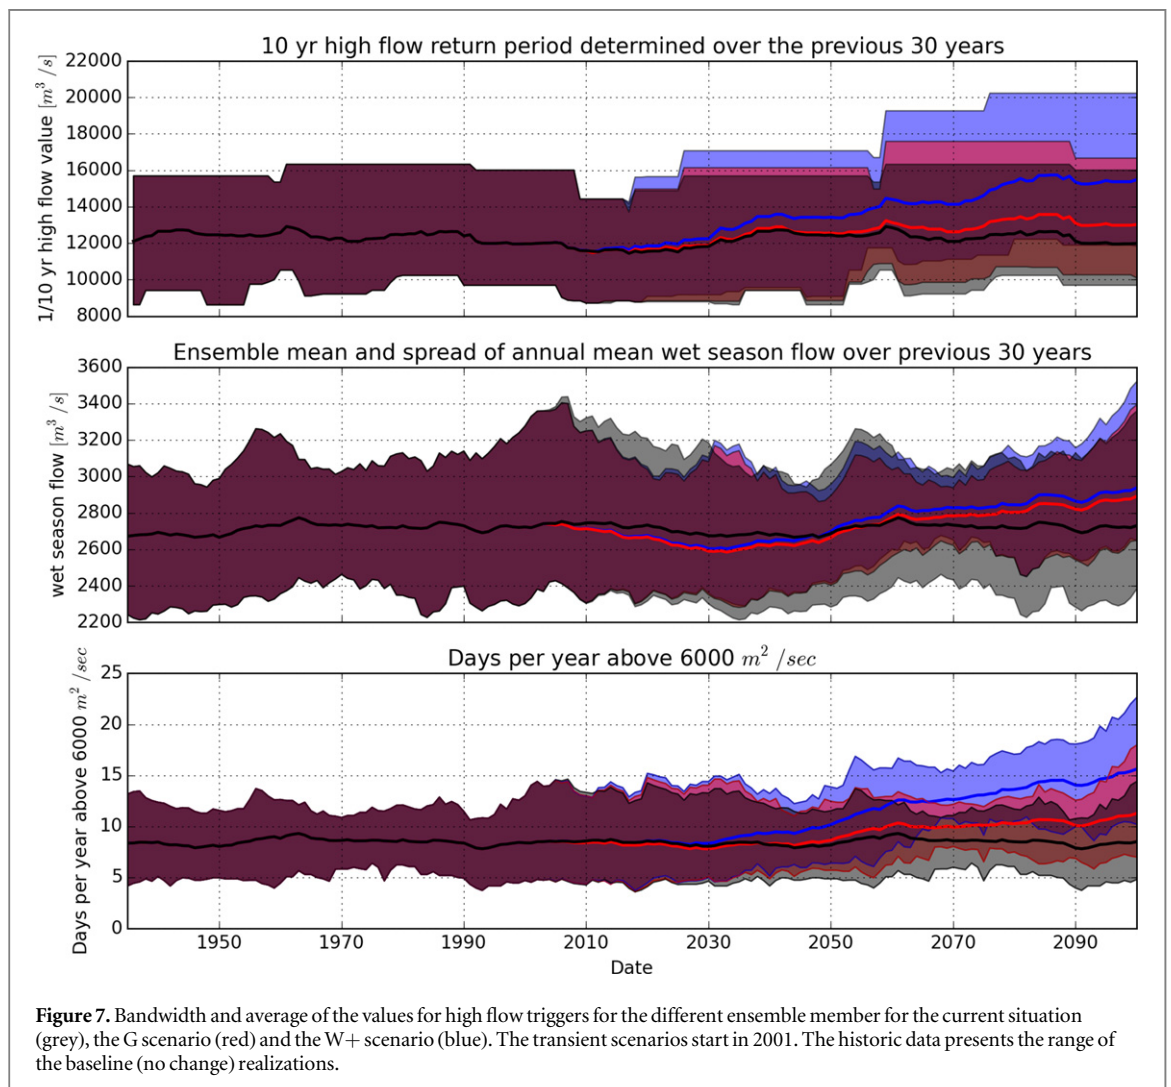 10 yr high flow return period determined over the previous 30 years
1/10 yr high flow value [m³ /s]
22000
20000
18000
16000
14000
12000
10000
8000
Ensemble mean and spread of annual mean wet season flow over previous 30 years
wet season flow [m³ /s]
3600
3400
3200
3000
2800
2600
2400
2200
Days per year above 6000 m² /sec
Days per year above 6000 m² /sec
25
20
15
10
5
0
1950 1970 1990 2010 2030 2050 2070 2090
Date
Figure 7. Bandwidth and average of the values for high flow triggers for the different ensemble member for the current situation
(grey), the G scenario (red) and the W+ scenario (blue). The transient scenarios start in 2001. The historic data presents the range of
the baseline (no change) realizations.